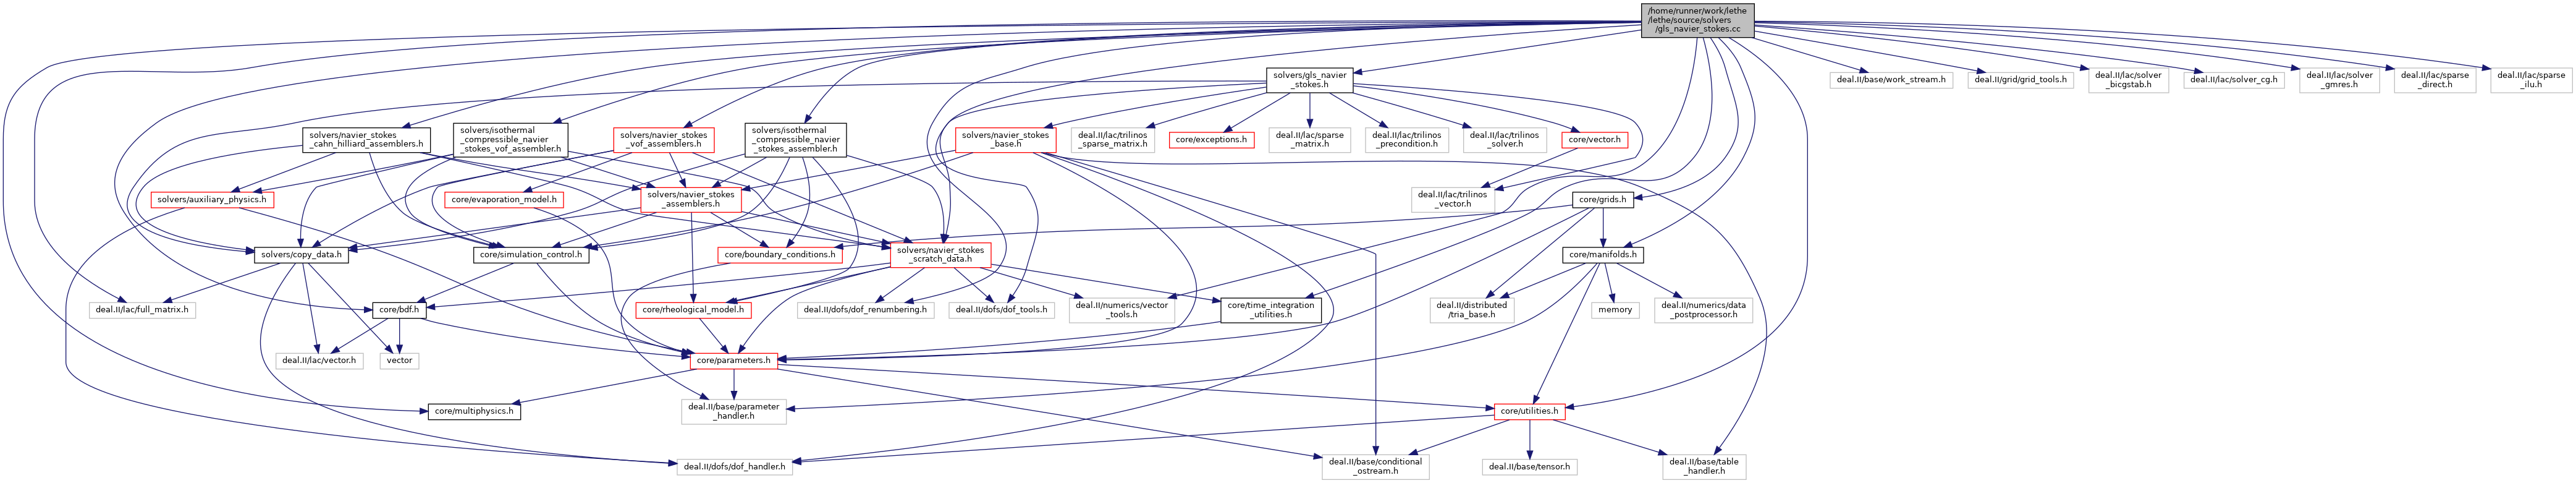 /home/runner/work/lethe
/lethe/source/solvers
/gls_navier_stokes.cc
solvers/gls_navier
_stokes.h
deal.II/base/work_stream.h
deal.II/grid/grid_tools.h
deal.II/lac/solver
_bicgstab.h
deal.II/lac/solver_cg.h
deal.II/lac/solver
_gmres.h
deal.II/lac/sparse
_direct.h
deal.II/lac/sparse
_ilu.h
solvers/navier_stokes
_cahn_hilliard_assemblers.h
solvers/isothermal
_compressible_navier
_stokes_vof_assembler.h
solvers/navier_stokes
_vof_assemblers.h
solvers/isothermal
_compressible_navier
_stokes_assembler.h
solvers/navier_stokes
_base.h
deal.II/lac/trilinos
_sparse_matrix.h
core/exceptions.h
deal.II/lac/sparse
_matrix.h
deal.II/lac/trilinos
_precondition.h
deal.II/lac/trilinos
_solver.h
core/vector.h
solvers/auxiliary_physics.h
core/evaporation_model.h
solvers/navier_stokes
_assemblers.h
deal.II/lac/trilinos
_vector.h
core/grids.h
solvers/copy_data.h
core/simulation_control.h
core/boundary_conditions.h
solvers/navier_stokes
_scratch_data.h
core/manifolds.h
deal.II/lac/full_matrix.h
core/bdf.h
core/rheological_model.h
deal.II/dofs/dof_renumbering.h
deal.II/dofs/dof_tools.h
deal.II/numerics/vector
_tools.h
core/time_integration
_utilities.h
deal.II/distributed
/tria_base.h
memory
deal.II/numerics/data
_postprocessor.h
deal.II/lac/vector.h
vector
core/parameters.h
core/multiphysics.h
deal.II/base/parameter
_handler.h
core/utilities.h
deal.II/dofs/dof_handler.h
deal.II/base/conditional
_ostream.h
deal.II/base/tensor.h
deal.II/base/table
_handler.h